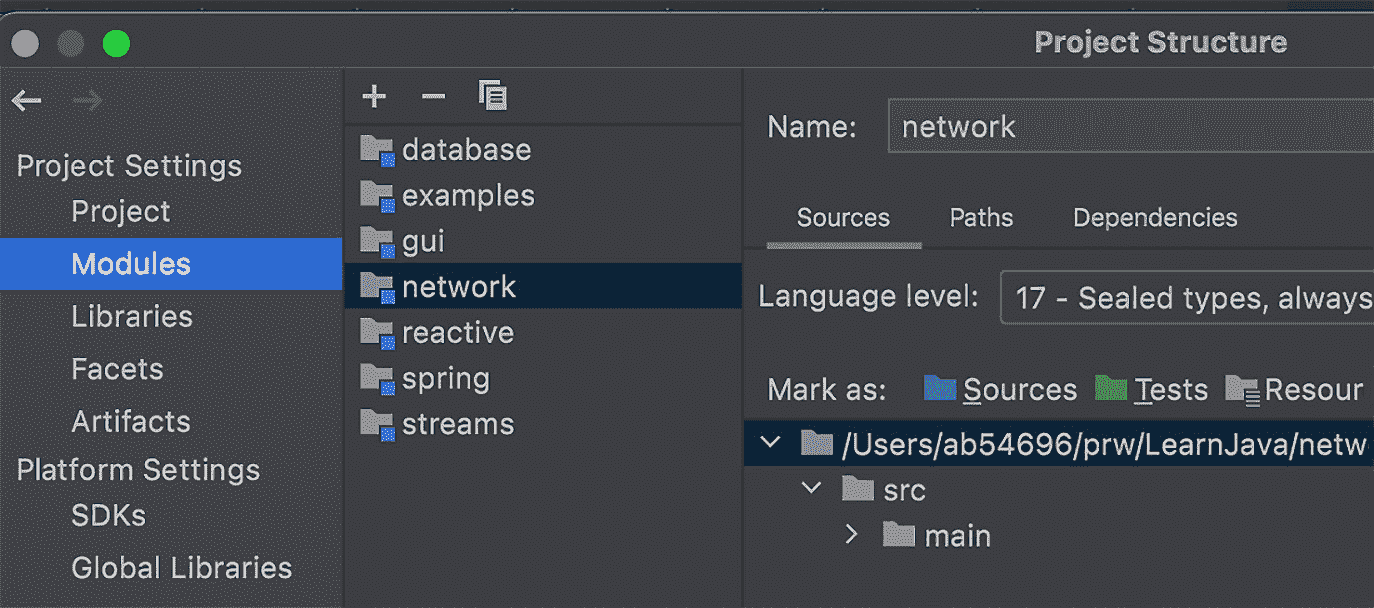 Project Structure
Project Settings
Project
Modules
Libraries
Facets
Artifacts
Platform Settings
SDKs
Global Libraries
database
examples
gui
network
reactive
spring
streams
Name: network
Sources Paths Dependencies
Language level: 17 - Sealed types, always
Mark as: Sources Tests Resour
/Users/ab54696/prw/LearnJava/netw
src
main